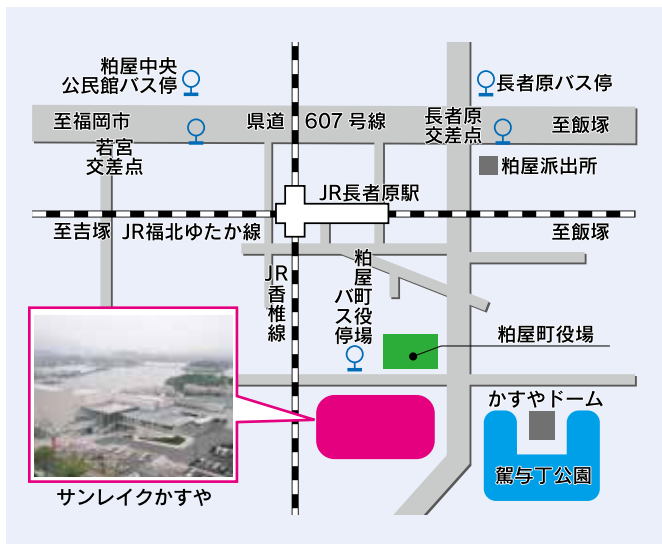 粕屋中央
公民館バス停
長者原バス停
至福岡市
県道 607号線
長者原
交差点
至飯塚
若宮
交差点
粕屋派出所
JR長者原駅
至吉塚
JR福北ゆたか線
至飯塚
JR香椎線
粕屋町役場
バス停
粕屋町役場
かすやドーム
駕与丁公園
サンレイクかすや